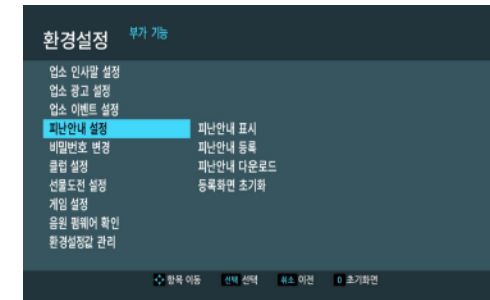 환경설정 부가 기능
업소 인사말 설정
업소 광고 설정
업소 이벤트 설정
피난안내 설정 피난안내 표시
비밀번호 변경 피난안내 등록
클럽 설정 피난안내 다운로드
선물도전 설정 등록화면 초기화
게임 설정
음원 펌웨어 확인
환경설정값 관리
항목 이동 선택 선택 취소 이전 0 초기화면